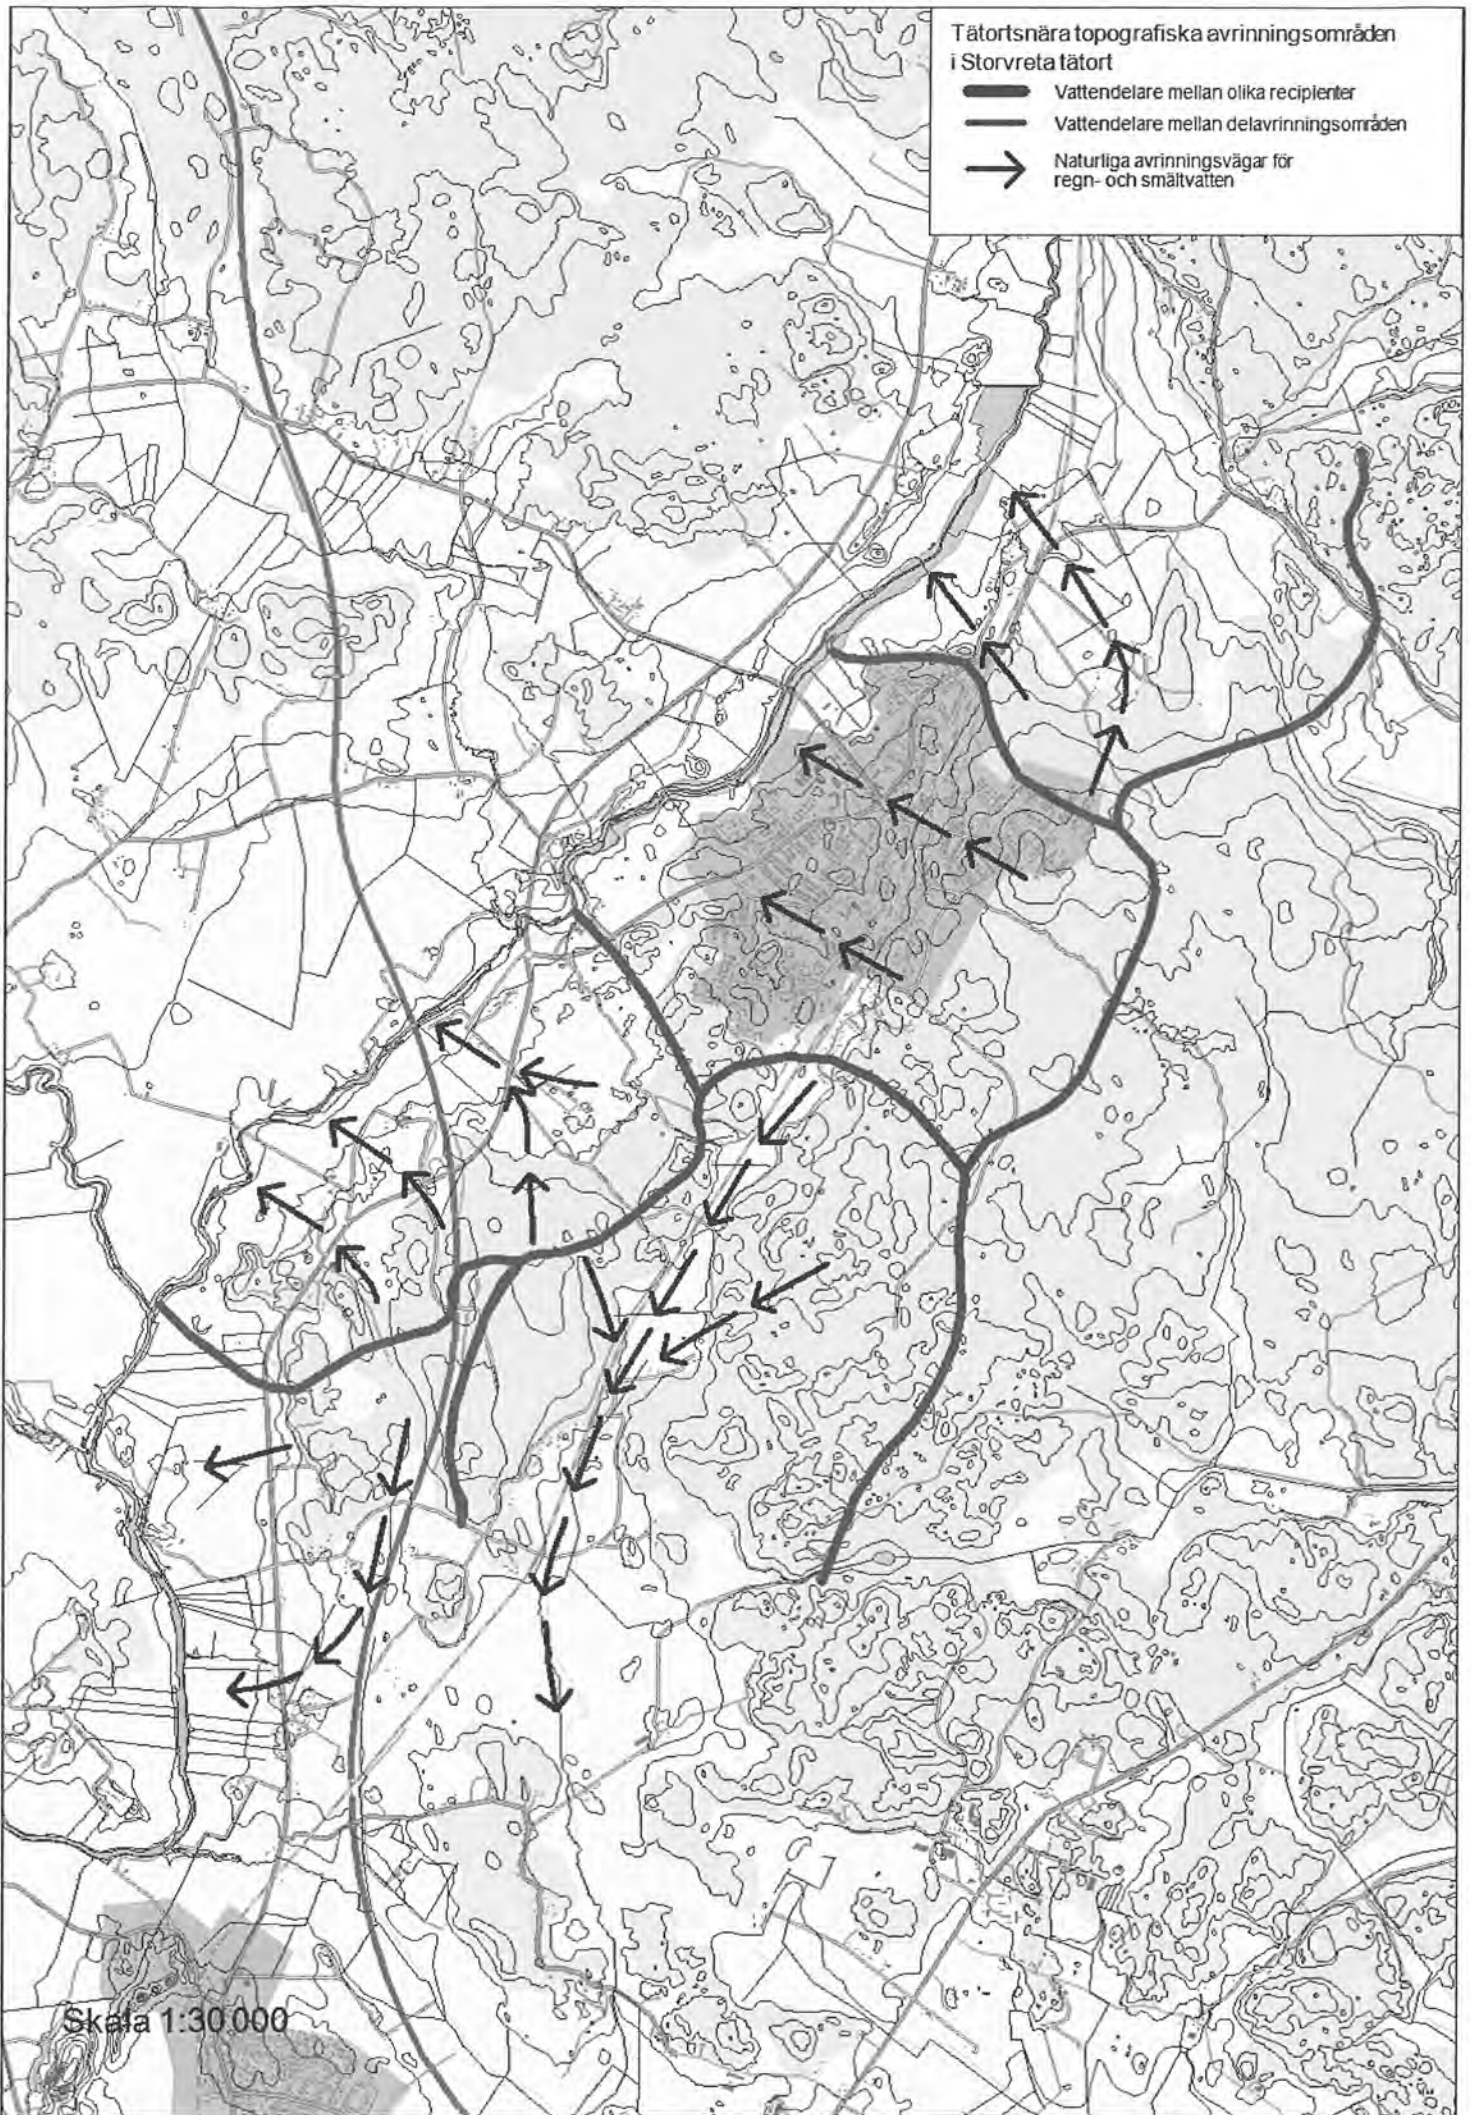 Tätortsnära topografiska avrinningsområden
i Storvreta tätort
Vattendelare mellan olika recipienter
Vattendelare mellan delavrinningsområden
Naturliga avrinningsvägar för
regn- och smältvatten
Skala 1:30 000